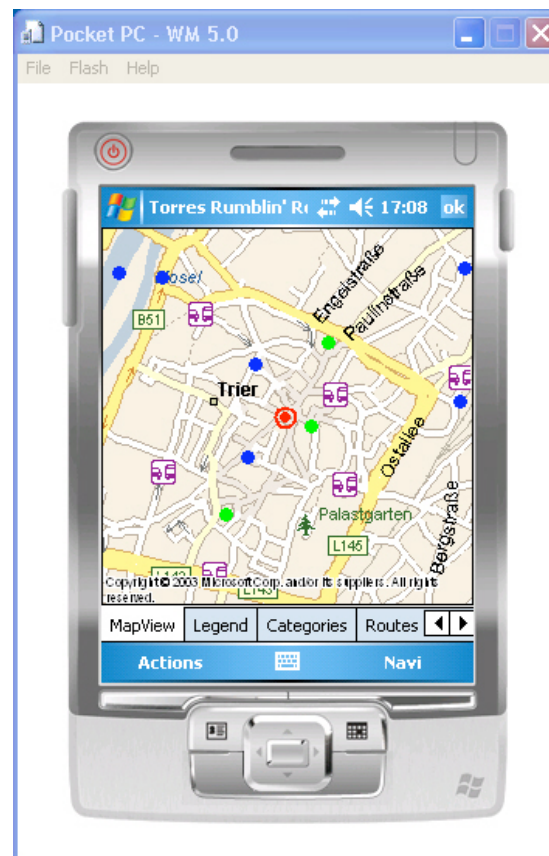 Pocket PC - WM 5.0
File Flash Help
Torres Rumblin' R 17:08 ok
Mosel
B51
Engelstraße
Paulinstraße
Trier
Ostallee
Palastgarten
Bergstraße
L145
L143
Copyright © 2003 Microsoft Corp. and/or its suppliers. All rights
reserved.
MapView Legend Categories Routes
Actions Navi